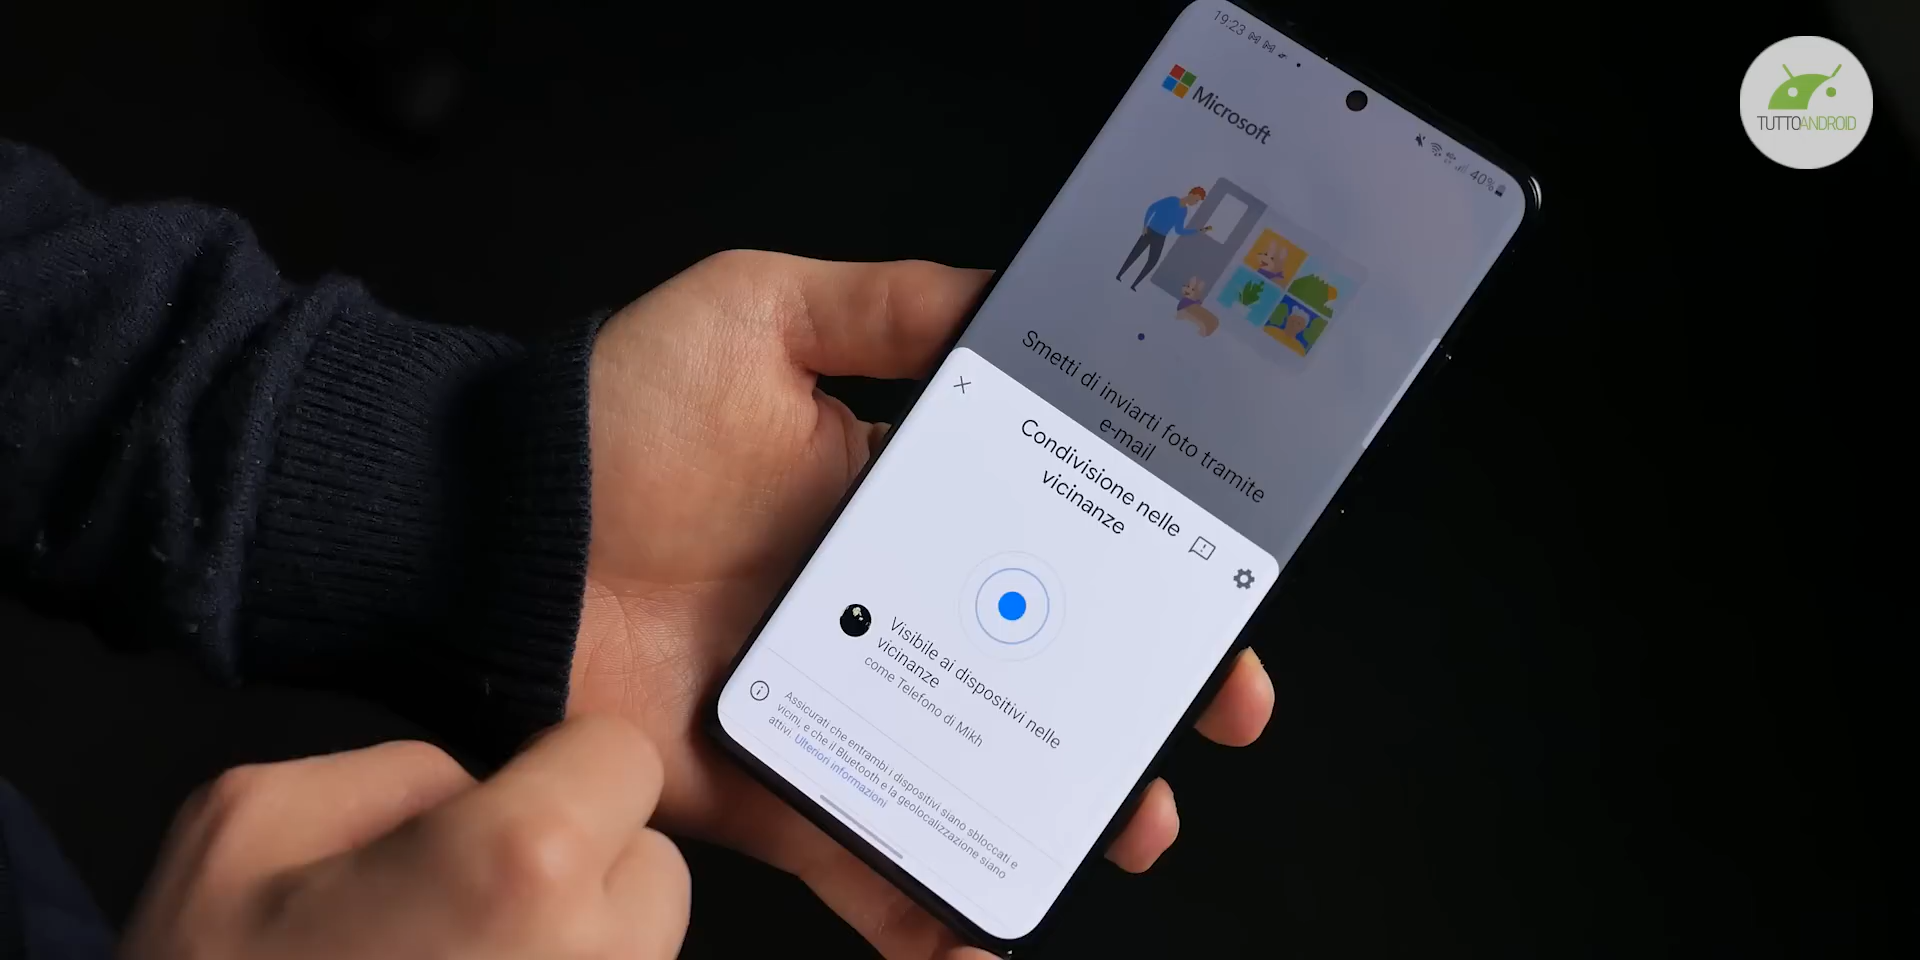 19:23
40%
Microsoft
TUTTOANDROID
Smetti di inviarti foto tramite
e-mail
Condivisione nelle
vicinanze
Visibile ai dispositivi nelle
vicinanze
come Telefono di Mikh
Assicurati che entrambi i dispositivi siano sbloccati e
vicini, e che il Bluetooth e la geolocalizzazione siano
attivi. Ulteriori informazioni